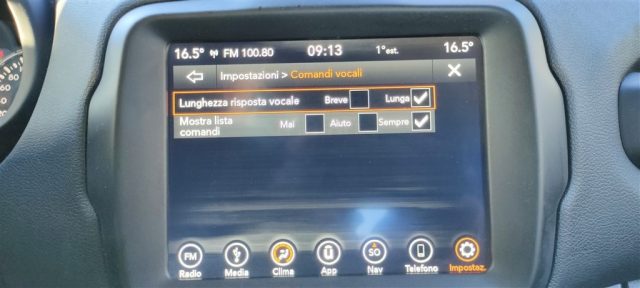 16.5° FM 100.80 09:13 1°est. 16.5°
Impostazioni > Comandi vocali
Lunghezza risposta vocale Breve Lunga
Mostra lista comandi Mai Aiuto Sempre
FM SO
Radio Media Clima App Nav Telefono Impostaz.